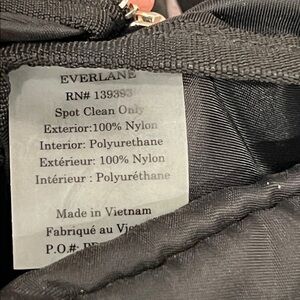 EVERLANE
RN# 139393
Spot Clean Only
Exterior:100% Nylon
Interior: Polyurethane
Extérieur: 100% Nylon
Intérieur : Polyuréthane
Made in Vietnam
Fabriqué au
P.O.#: